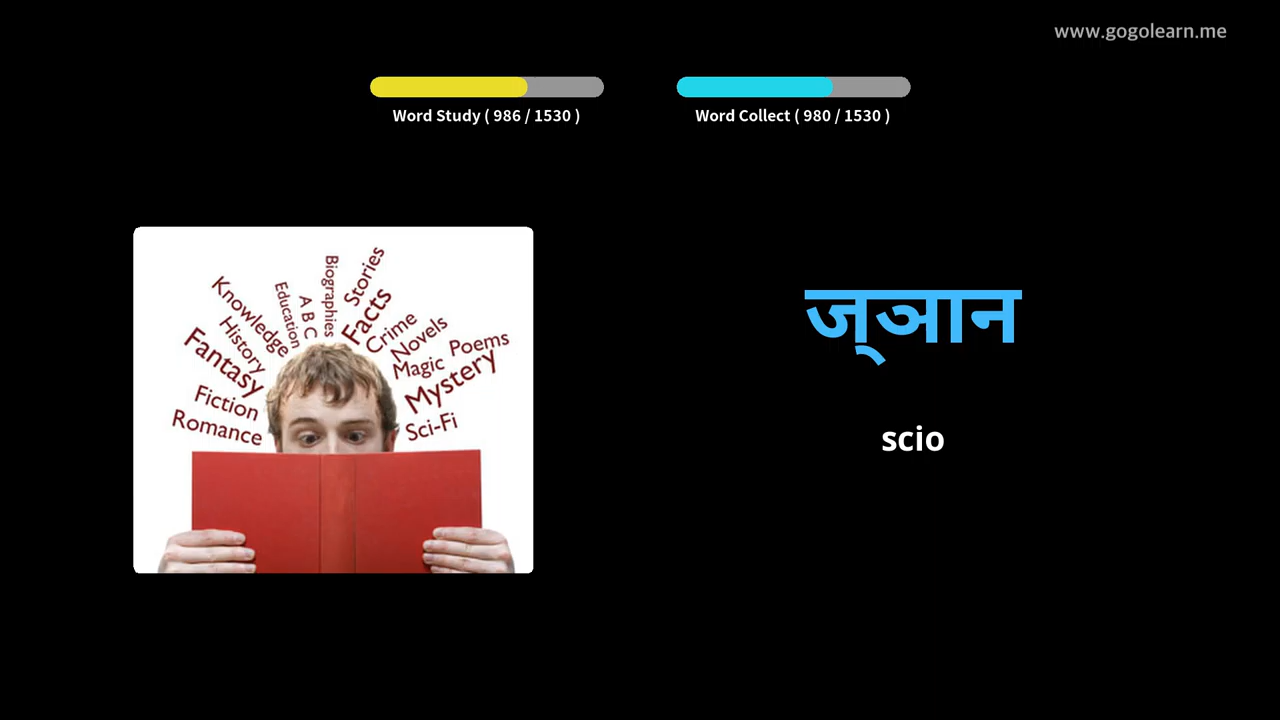 www.gogolearn.me
Word Study ( 986 / 1530 )
Word Collect ( 980 / 1530 )
Biographies
Stories
Knowledge
Education
A B C
Facts
Crime
History
Novels
Fantasy
Magic
Poems
Mystery
Fiction
Romance
Sci-Fi
ज्‌ञान
scio